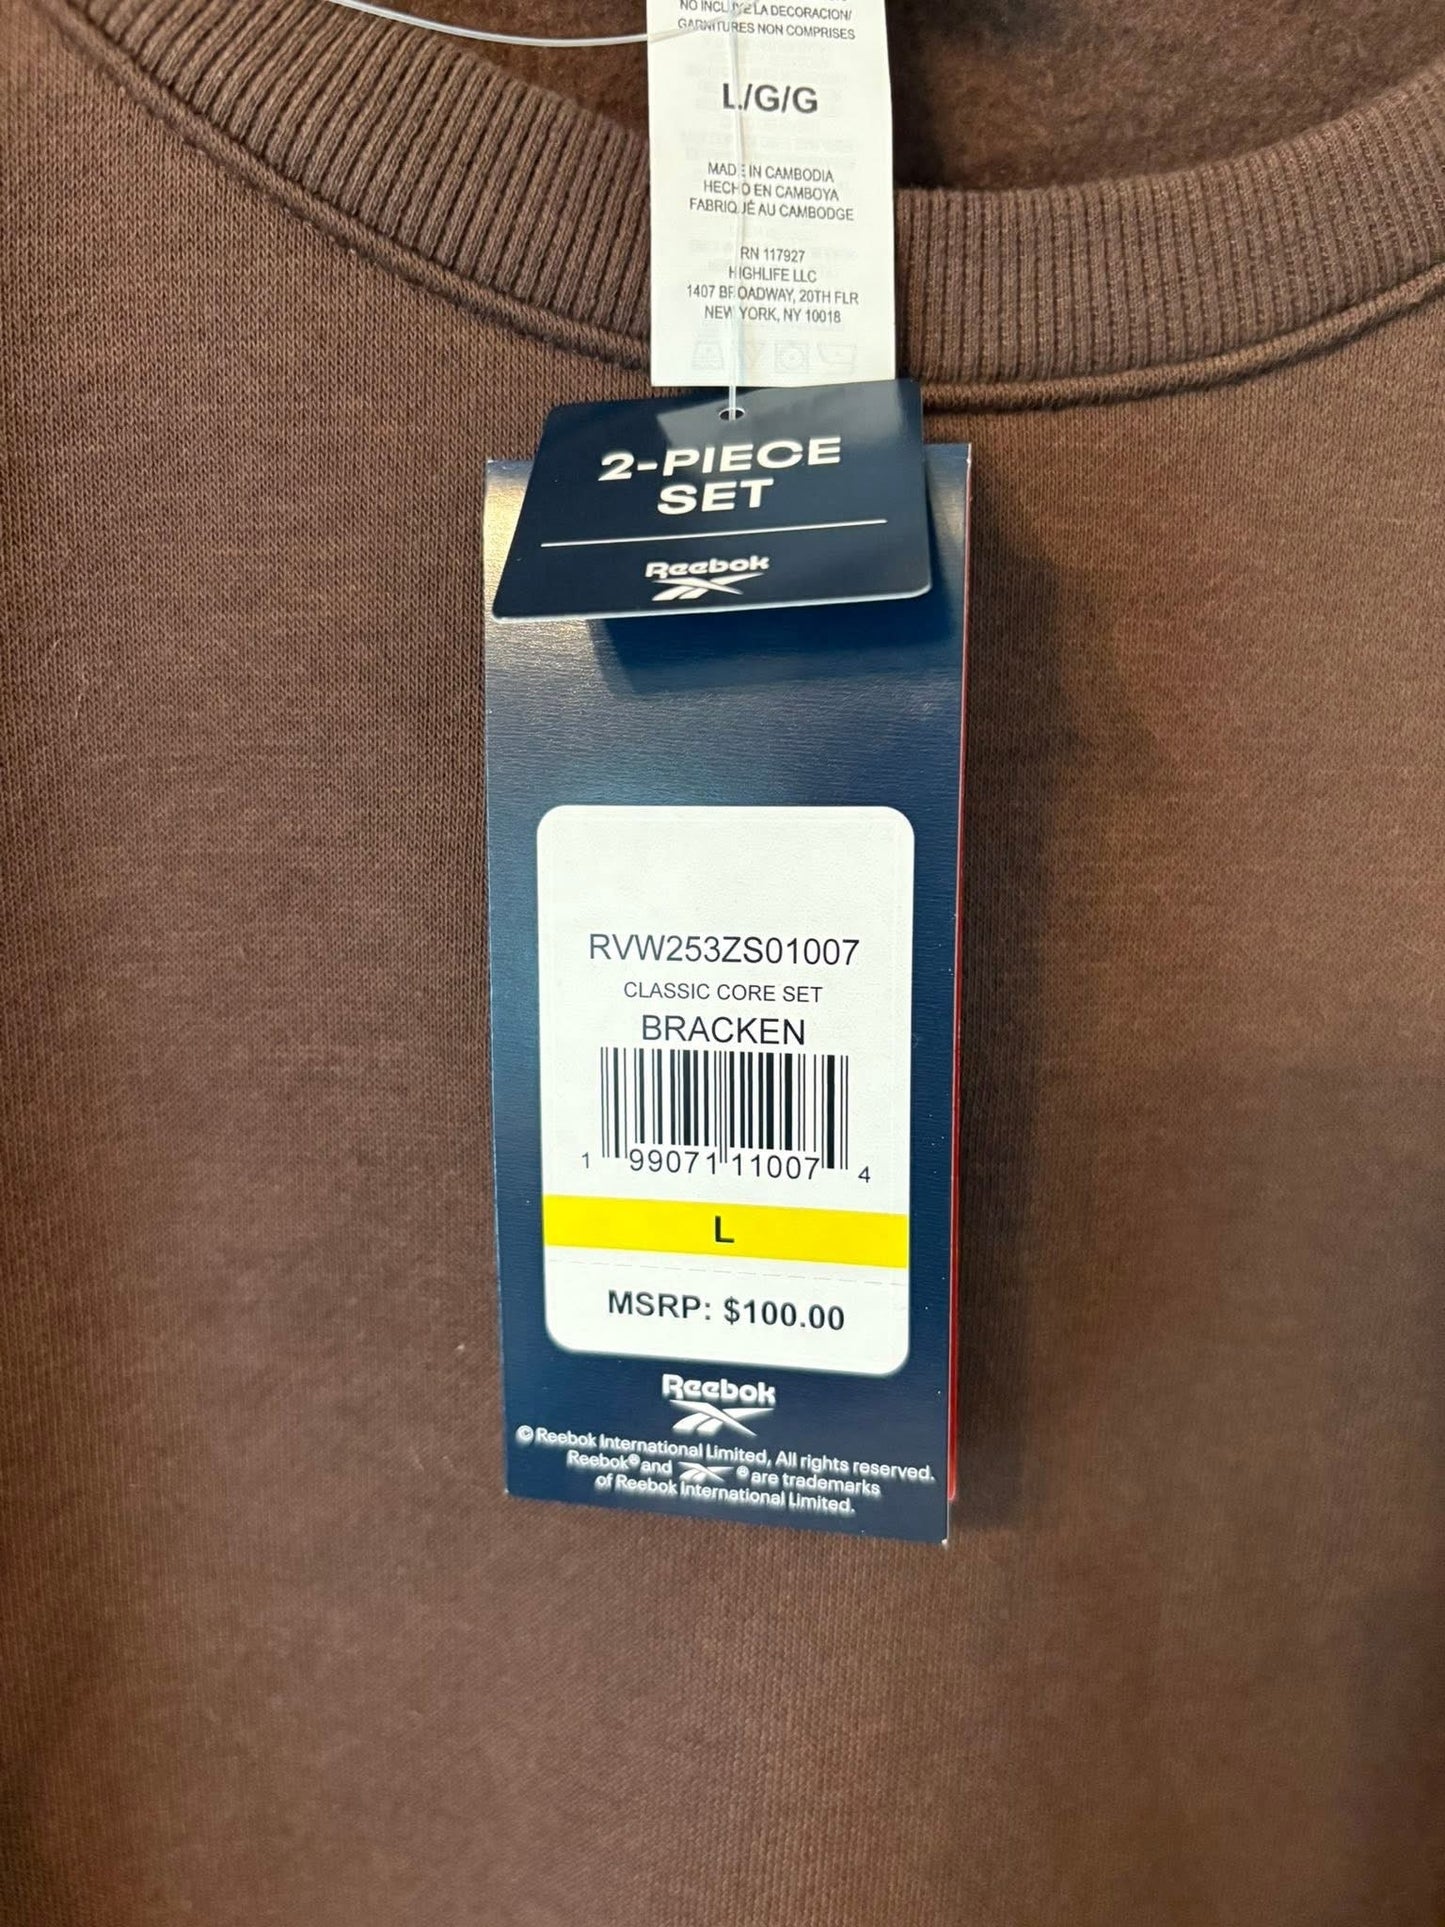 NO INCLUYE LA DECORACION/
GARNITURES NON COMPRISES
L/G/G
MADE IN CAMBODIA
HECHO EN CAMBOYA
FABRIQUÉ AU CAMBODGE
RN 117927
HIGHLIFE LLC
1407 BROADWAY, 20TH FLR
NEW YORK, NY 10018
2-PIECE
SET
Reebok
RVW253ZS01007
CLASSIC CORE SET
BRACKEN
1 99071 11007 4
L
MSRP: $100.00
Reebok
© Reebok International Limited, All rights reserved.
Reebok® and ® are trademarks
of Reebok International Limited.